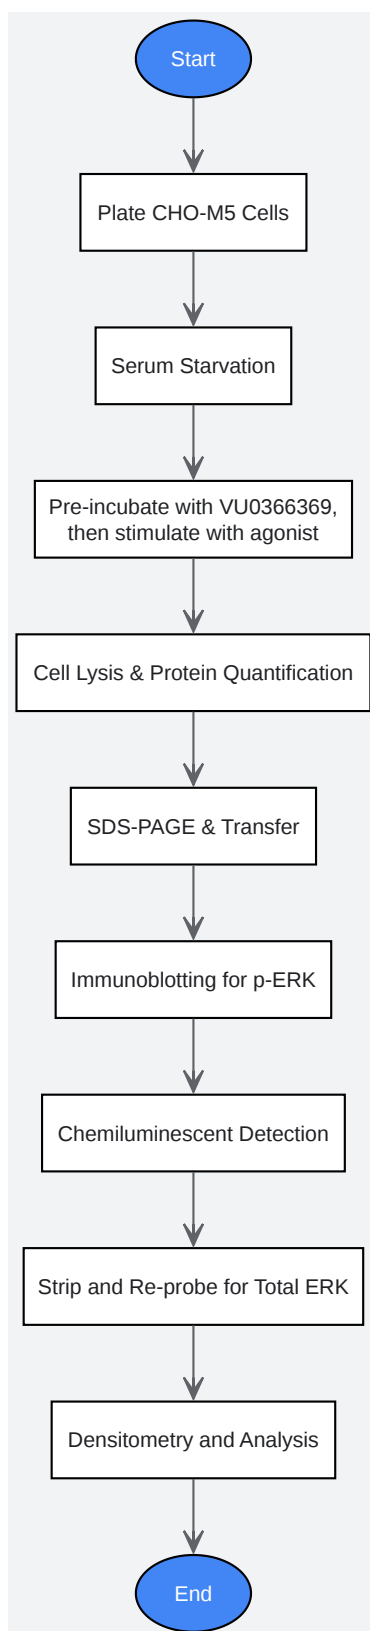 Start
Plate CHO-M5 Cells
Serum Starvation
Pre-incubate with VU0366369,
then stimulate with agonist
Cell Lysis & Protein Quantification
SDS-PAGE & Transfer
Immunoblotting for p-ERK
Chemiluminescent Detection
Strip and Re-probe for Total ERK
Densitometry and Analysis
End